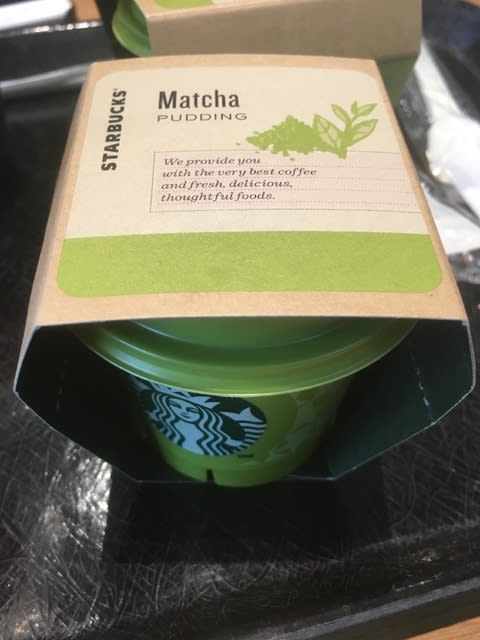 STARBUCKS®
Matcha
PUDDING
We provide you
with the very best coffee
and fresh, delicious,
thoughtful foods.